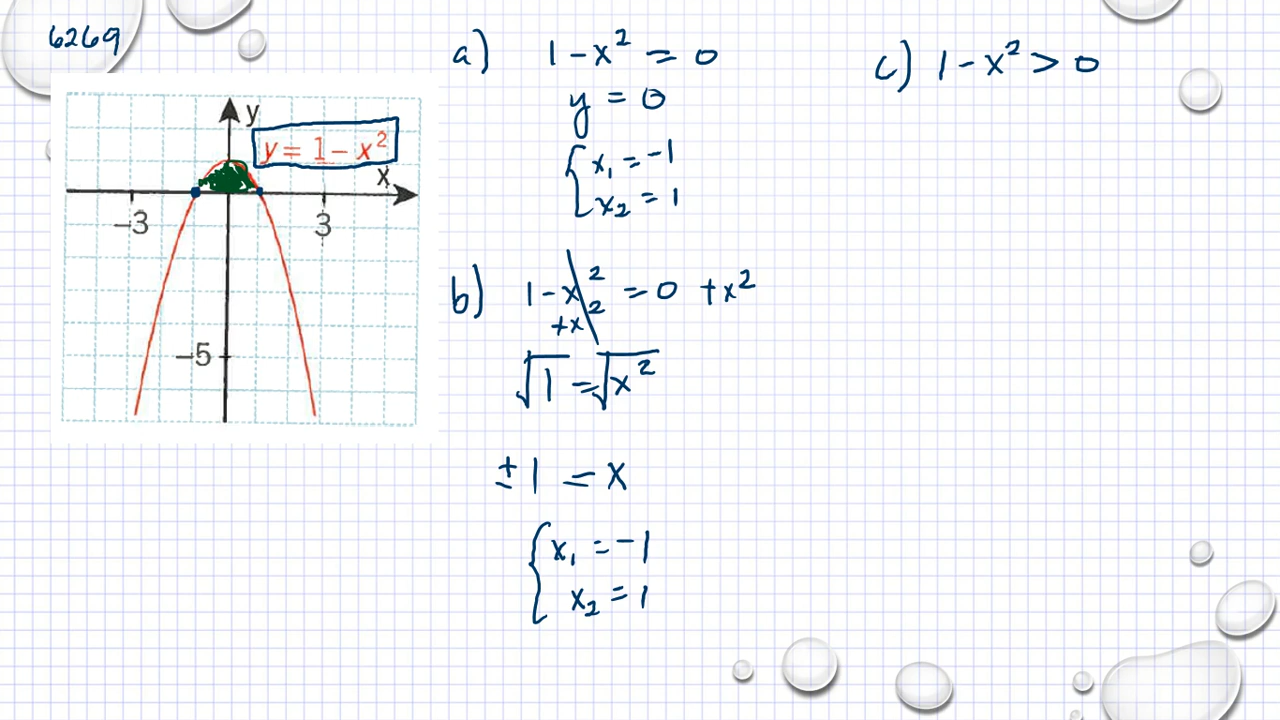 6269
y
y = 1 - x²
x
-3
3
-5
a) 1 - x² = 0
y = 0
x₁ = -1
x₂ = 1
b) 1 - x² = 0 + x²
+x²
√1 = √x²
± 1 = x
x₁ = -1
x₂ = 1
c) 1 - x² > 0